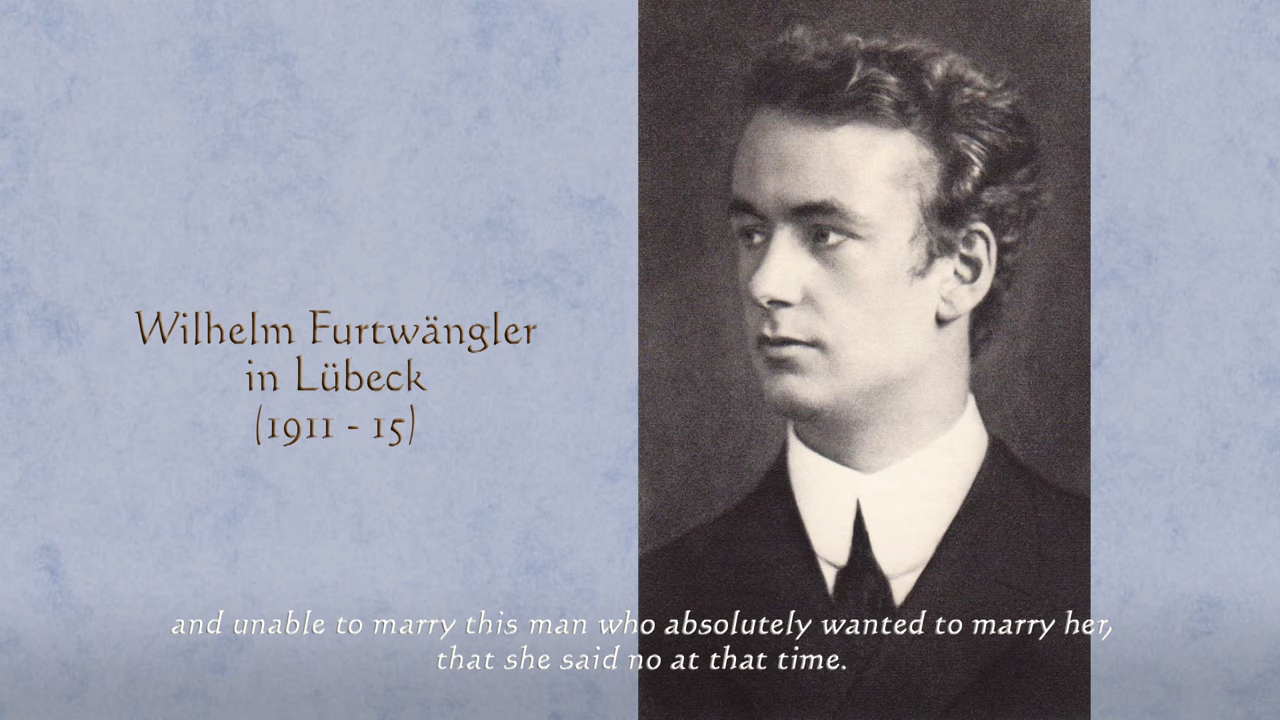 Wilhelm Furtwängler
in Lübeck
(1911 - 15)
and unable to marry this man who absolutely wanted to marry her,
that she said no at that time.